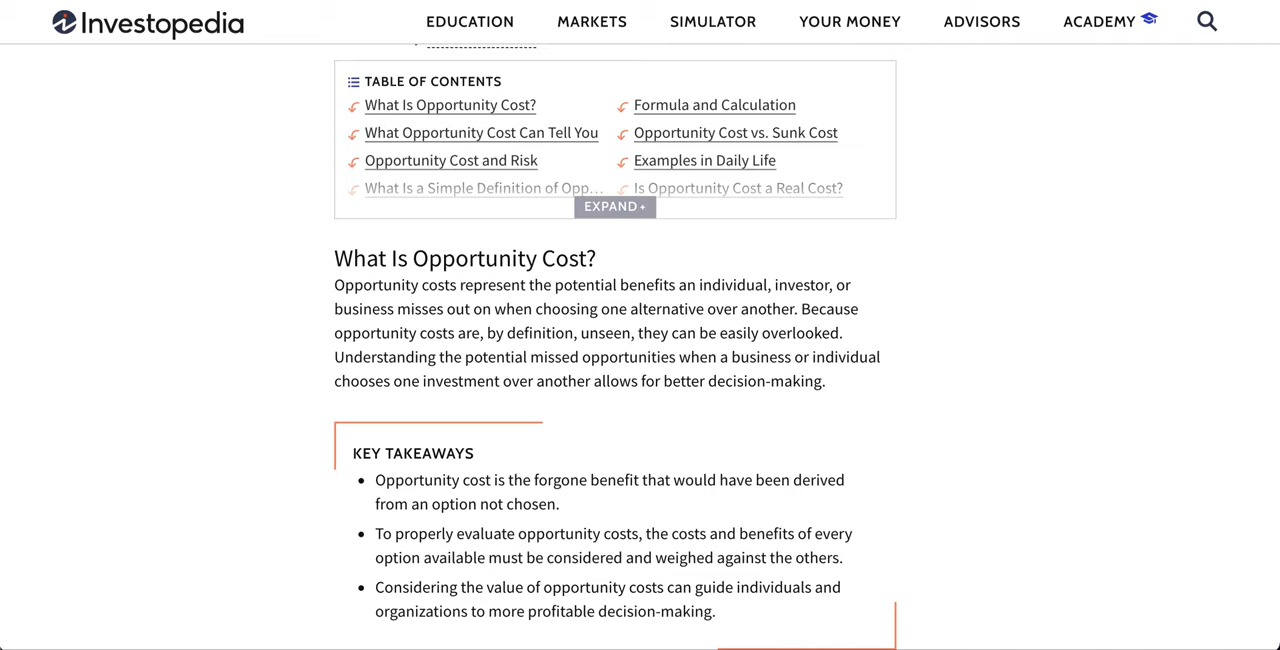 Investopedia
EDUCATION MARKETS SIMULATOR YOUR MONEY ADVISORS ACADEMY
TABLE OF CONTENTS
What Is Opportunity Cost?
Formula and Calculation
What Opportunity Cost Can Tell You
Opportunity Cost vs. Sunk Cost
Opportunity Cost and Risk
Examples in Daily Life
What Is a Simple Definition of Opp...
Is Opportunity Cost a Real Cost?
EXPAND +
What Is Opportunity Cost?
Opportunity costs represent the potential benefits an individual, investor, or
business misses out on when choosing one alternative over another. Because
opportunity costs are, by definition, unseen, they can be easily overlooked.
Understanding the potential missed opportunities when a business or individual
chooses one investment over another allows for better decision-making.
KEY TAKEAWAYS
• Opportunity cost is the forgone benefit that would have been derived
from an option not chosen.
• To properly evaluate opportunity costs, the costs and benefits of every
option available must be considered and weighed against the others.
• Considering the value of opportunity costs can guide individuals and
organizations to more profitable decision-making.